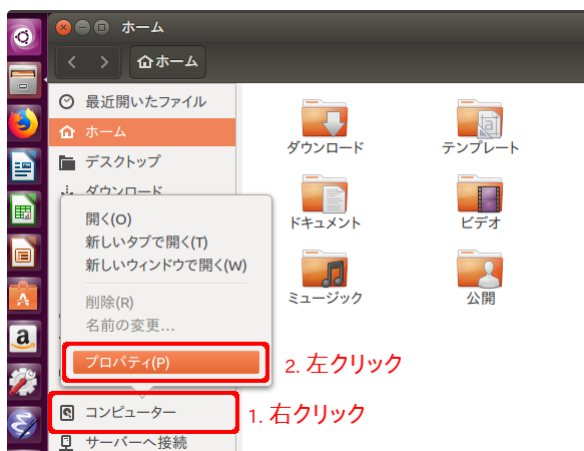 ホーム
ホーム
最近開いたファイル
ホーム
デスクトップ
ダウンロード
開く(O)
新しいタブで開く(T)
新しいウィンドウで開く(W)
削除(R)
名前の変更...
プロパティ(P)
コンピューター
サーバーへ接続
ダウンロード
テンプレート
ドキュメント
ビデオ
ミュージック
公開
2. 左クリック
1. 右クリック